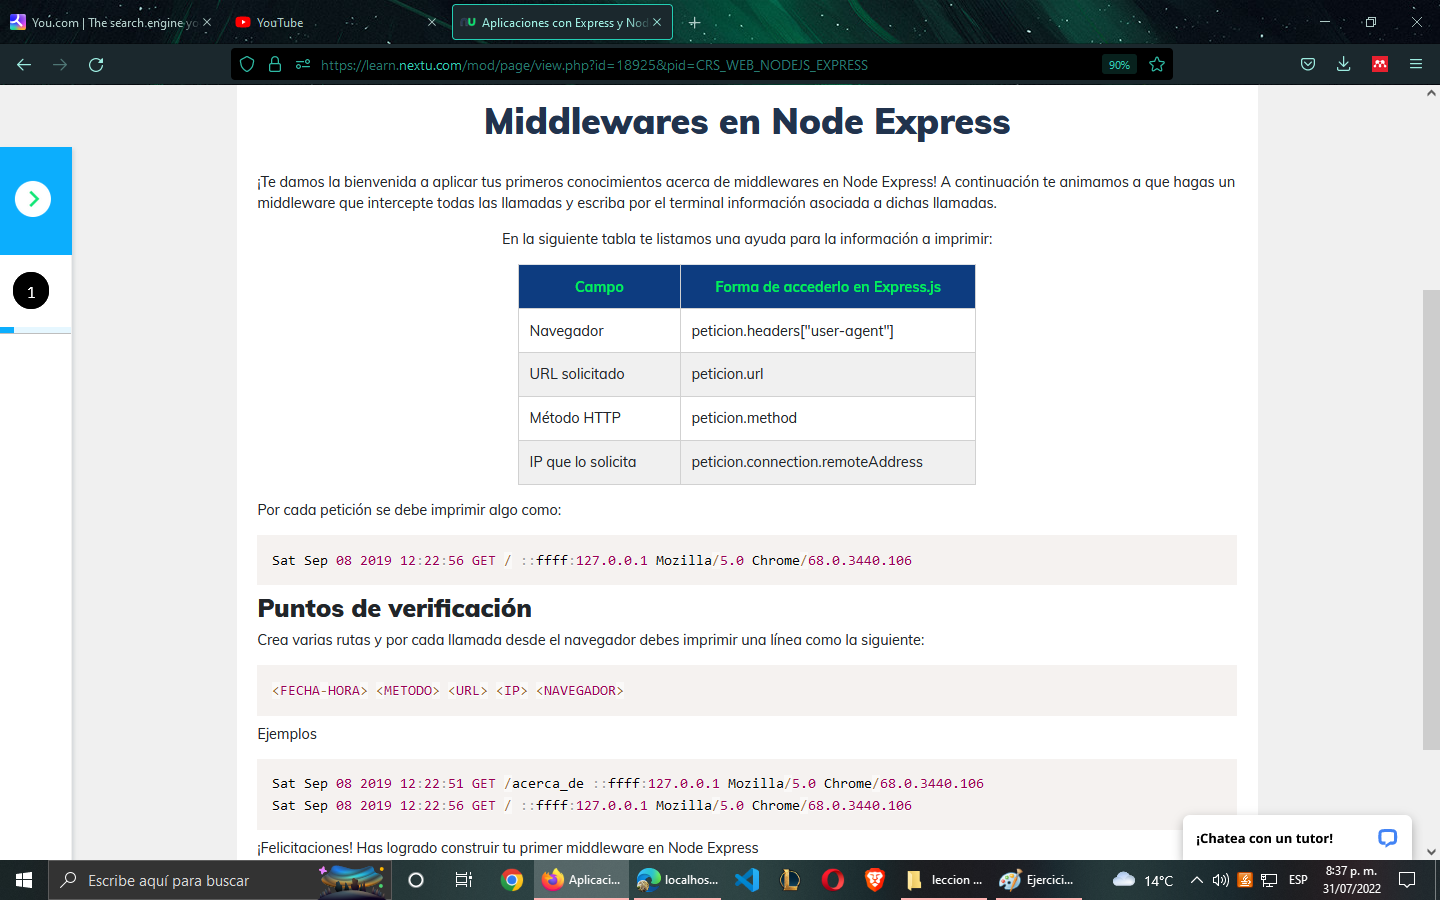 You.com | The search engine yo
YouTube
Aplicaciones con Express y Nod
https://learn.nextu.com/mod/page/view.php?id=18925&pid=CRS_WEB_NODEJS_EXPRESS
90%
Middlewares en Node Express
¡Te damos la bienvenida a aplicar tus primeros conocimientos acerca de middlewares en Node Express! A continuación te animamos a que hagas un
middleware que intercepte todas las llamadas y escriba por el terminal información asociada a dichas llamadas.
1
En la siguiente tabla te listamos una ayuda para la información a imprimir:
Campo Forma de accederlo en Express.js
Navegador peticion.headers["user-agent"]
URL solicitado peticion.url
Método HTTP peticion.method
IP que lo solicita peticion.connection.remoteAddress
Por cada petición se debe imprimir algo como:
Sat Sep 08 2019 12:22:56 GET / ::ffff:127.0.0.1 Mozilla/5.0 Chrome/68.0.3440.106
Puntos de verificación
Crea varias rutas y por cada llamada desde el navegador debes imprimir una línea como la siguiente:
<FECHA-HORA> <METODO> <URL> <IP> <NAVEGADOR>
Ejemplos
Sat Sep 08 2019 12:22:51 GET /acerca_de ::ffff:127.0.0.1 Mozilla/5.0 Chrome/68.0.3440.106
Sat Sep 08 2019 12:22:56 GET / ::ffff:127.0.0.1 Mozilla/5.0 Chrome/68.0.3440.106
¡Felicitaciones! Has logrado construir tu primer middleware en Node Express
¡Chatea con un tutor!
Escribe aquí para buscar
Aplicaci...
localhos...
leccion ...
Ejercici...
14°C
ESP
8:37 p. m.
31/07/2022